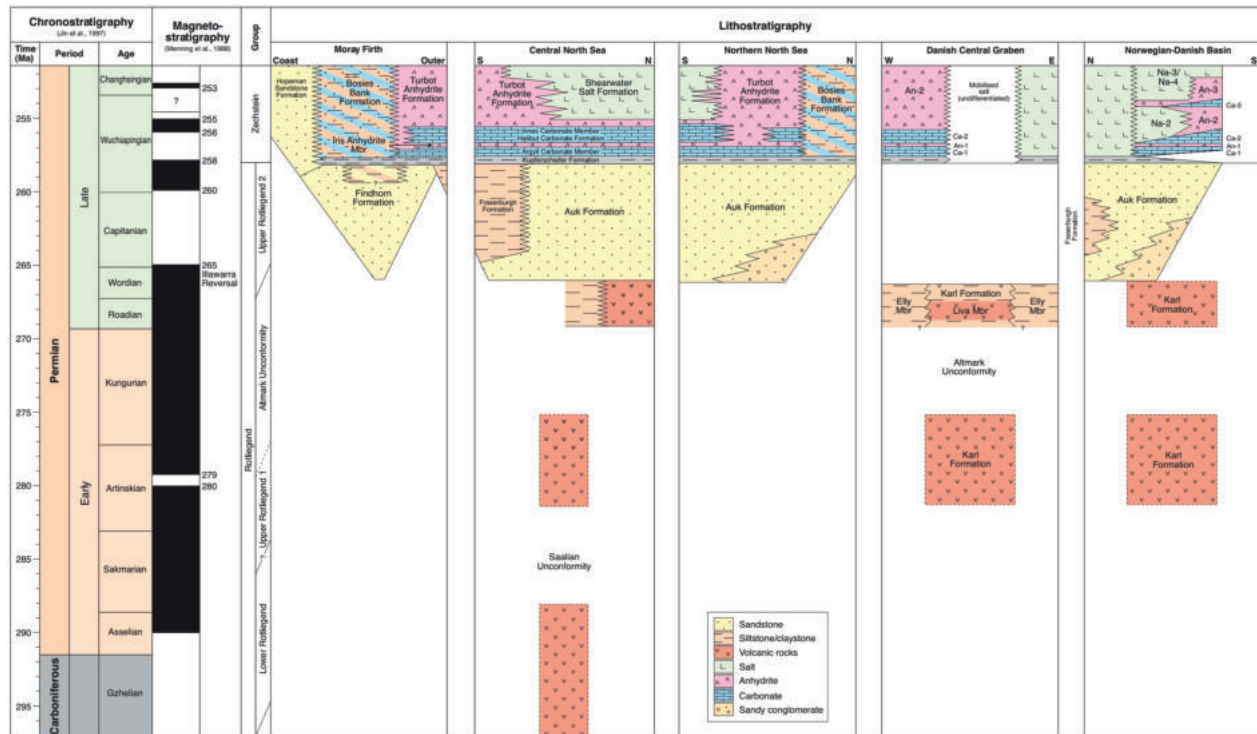 Chronostratigraphy
(Jin et al., 1997)
Magneto-
stratigraphy
(Menning et al., 1988)
Group
Lithostratigraphy
Time
(Ma)
Period
Age
Moray Firth
Coast
Outer
Central North Sea
S
N
Northern North Sea
S
N
Danish Central Graben
W
E
Norwegian-Danish Basin
N
S
255
260
265
270
275
280
285
290
295
Permian
Carboniferous
Late
Early
Changhsingian
Wuchiapingian
Capitanian
Wordian
Roadian
Kungurian
Artinskian
Sakmarian
Asselian
Gzhelian
253
?
255
256
258
260
265
Illawarra
Reversal
279
280
Zechstein
Rotliegend
Upper Rotliegend 2
Altmark Unconformity
Upper Rotliegend 1
?
Lower Rotliegend
Hopeman
Sandstone
Formation
Bosies
Bank
Formation
Iris Anhydrite
Mbr
Turbot
Anhydrite
Formation
?
Findhorn
Formation
Turbot
Anhydrite
Formation
Shearwater
Salt Formation
Innes Carbonate Member
Halibut Carbonate Formation
Argyll Carbonate Member
Kupferschiefer Formation
Fraserburgh
Formation
Auk Formation
Saalian
Unconformity
Turbot
Anhydrite
Formation
Bosies
Bank
Formation
Auk Formation
An-2
Mobilised
salt
(undifferentiated)
Ca-2
An-1
Ca-1
Elly
Mbr
Karl Formation
Liva Mbr
Elly
Mbr
?
?
Altmark
Unconformity
Karl
Formation
Na-3/
Na-4
An-3
Ca-3
Na-2
An-2
Ca-2
An-1
Ca-1
Fraserburgh
Formation
Auk Formation
Karl
Formation
Karl
Formation
Sandstone
Siltstone/claystone
Volcanic rocks
Salt
Anhydrite
Carbonate
Sandy conglomerate